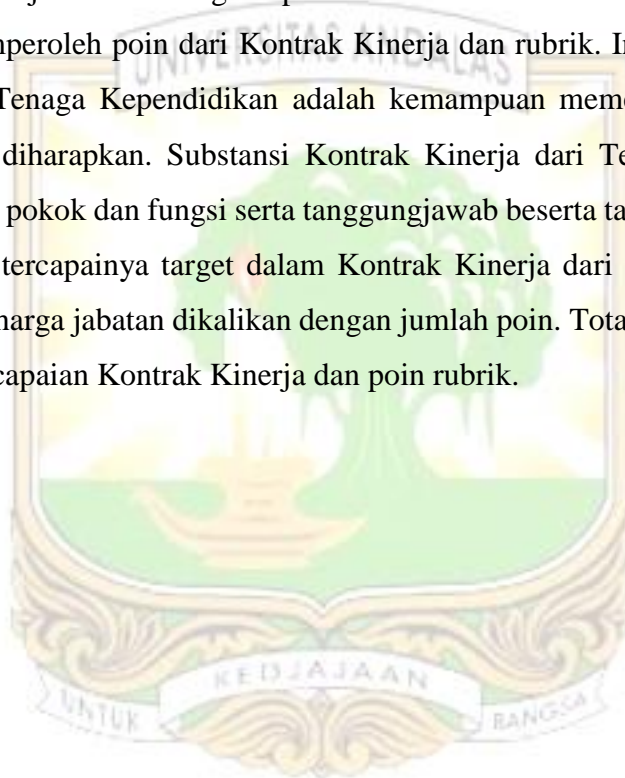 mperoleh poin dari Kontrak Kinerja dan rubrik. I
Tenaga Kependidikan adalah kemampuan mem
diharapkan. Substansi Kontrak Kinerja dari Te
pokok dan fungsi serta tanggungjawab beserta ta
tercapainya target dalam Kontrak Kinerja dari
harga jabatan dikalikan dengan jumlah poin. Tota
capaian Kontrak Kinerja dan poin rubrik.
UNIVERSITAS ANDALAS
KEDJAJAAN
UNTUK BANGSA